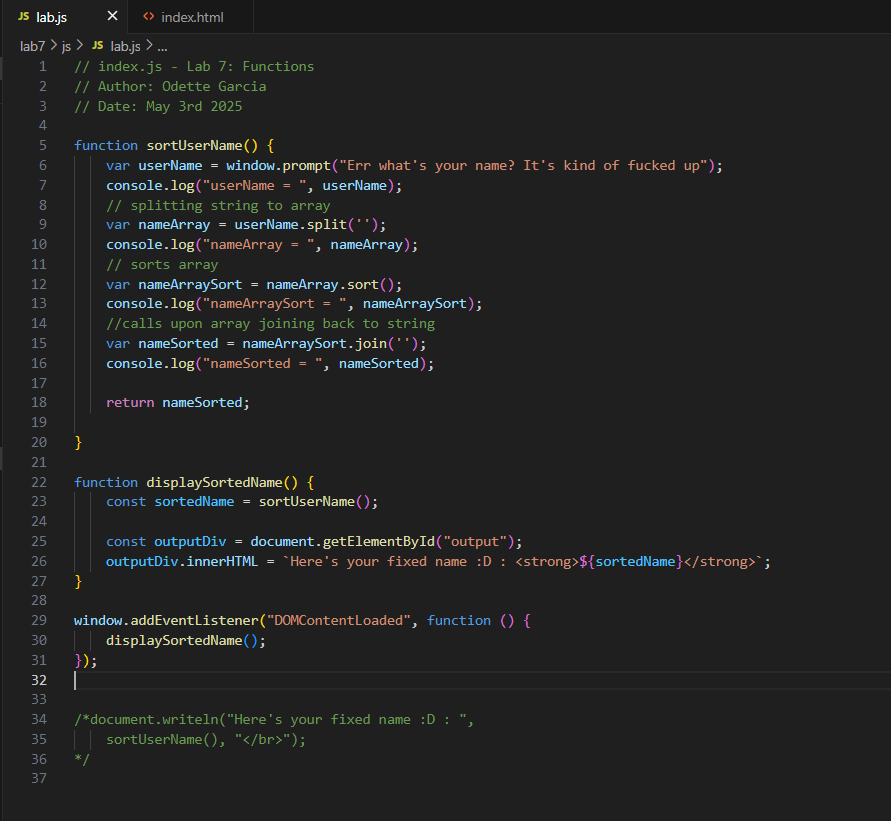 JS lab.js ✕ <> index.html
lab7 > js > JS lab.js > ...
1 // index.js - Lab 7: Functions
2 // Author: Odette Garcia
3 // Date: May 3rd 2025
4
5 function sortUserName() {
6 var userName = window.prompt("Err what's your name? It's kind of fucked up");
7 console.log("userName = ", userName);
8 // splitting string to array
9 var nameArray = userName.split('');
10 console.log("nameArray = ", nameArray);
11 // sorts array
12 var nameArraySort = nameArray.sort();
13 console.log("nameArraySort = ", nameArraySort);
14 //calls upon array joining back to string
15 var nameSorted = nameArraySort.join('');
16 console.log("nameSorted = ", nameSorted);
17
18 return nameSorted;
19
20 }
21
22 function displaySortedName() {
23 const sortedName = sortUserName();
24
25 const outputDiv = document.getElementById("output");
26 outputDiv.innerHTML = `Here's your fixed name :D : <strong>${sortedName}</strong>`;
27 }
28
29 window.addEventListener("DOMContentLoaded", function () {
30 displaySortedName();
31 });
32
33
34 /*document.writeln("Here's your fixed name :D : ",
35 sortUserName(), "</br>");
36 */
37